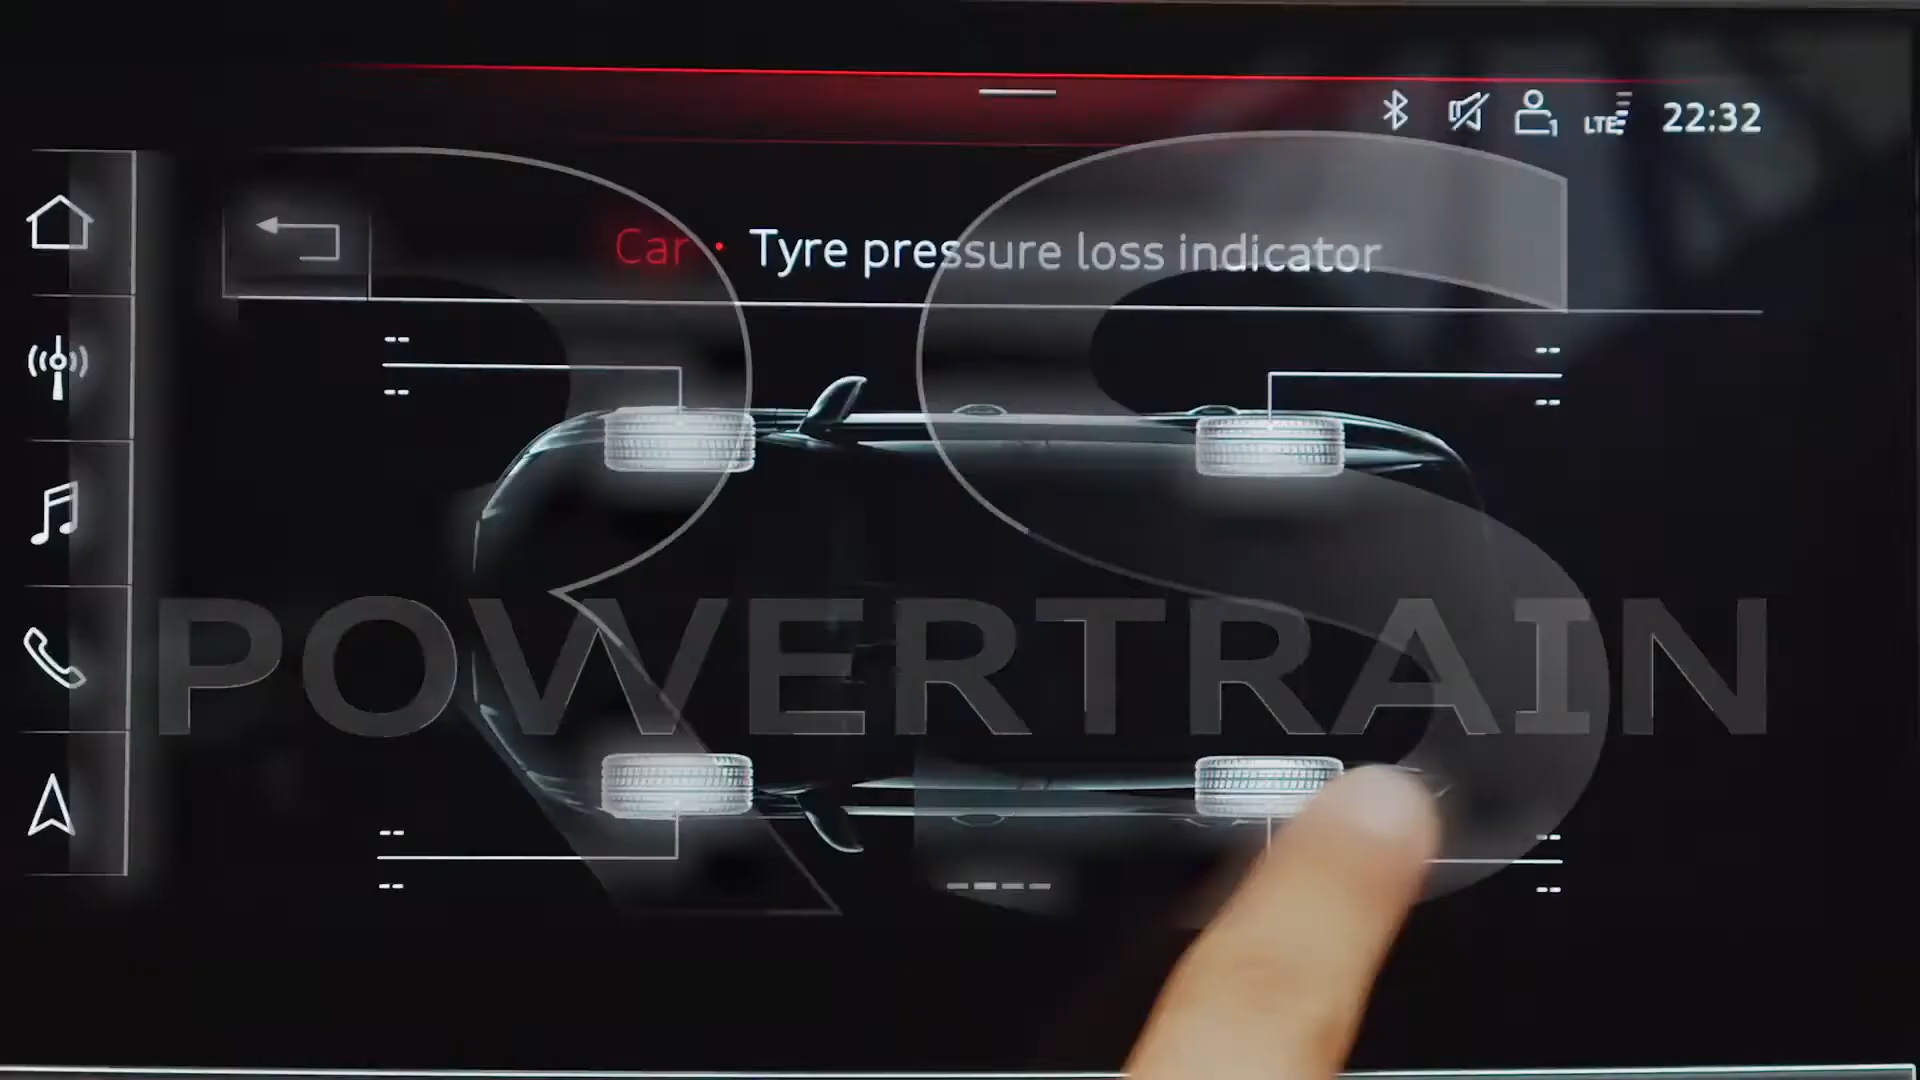 LTE 22:32
Car · Tyre pressure loss indicator
--
--
--
--
RS
POWERTRAIN
--
--
--
--
-- -- -- --